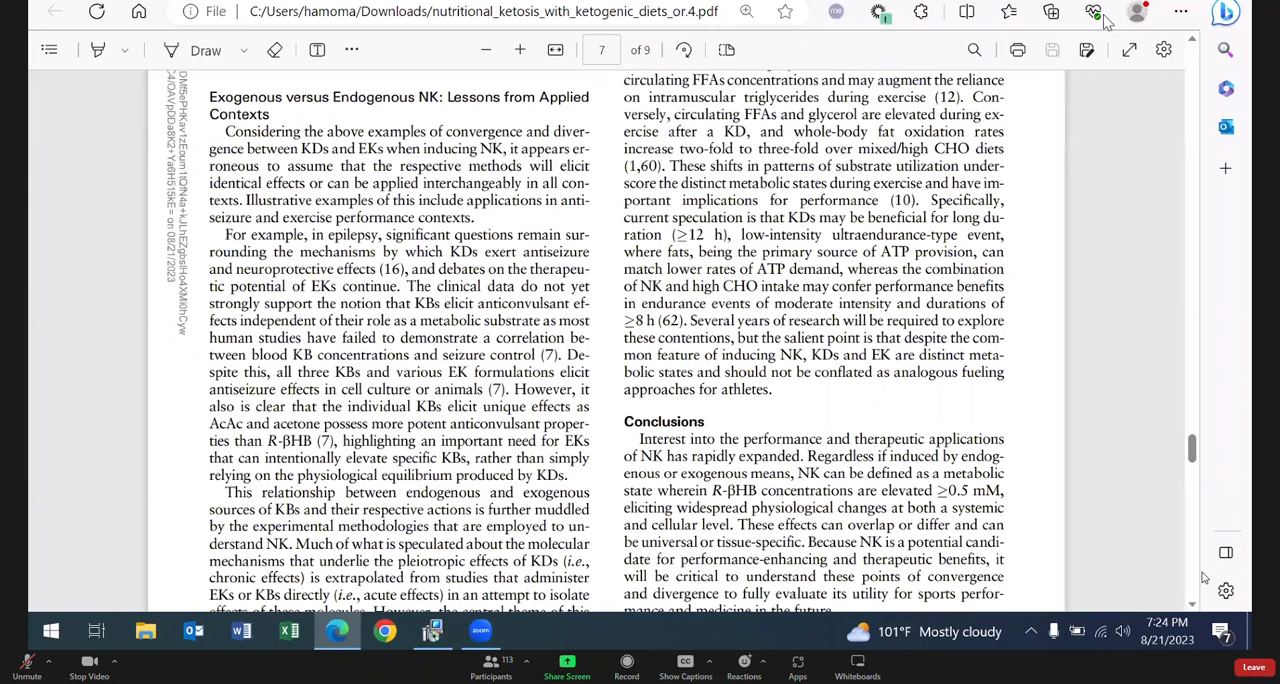 File
C:/Users/hamoma/Downloads/nutritional_ketosis_with_ketogenic_diets_or.4.pdf
me
Draw
7
of 9
Exogenous versus Endogenous NK: Lessons from Applied
Contexts
Considering the above examples of convergence and diver-
gence between KDs and EKs when inducing NK, it appears er-
roneous to assume that the respective methods will elicit
identical effects or can be applied interchangeably in all con-
texts. Illustrative examples of this include applications in anti-
seizure and exercise performance contexts.
For example, in epilepsy, significant questions remain sur-
rounding the mechanisms by which KDs exert antiseizure
and neuroprotective effects (16), and debates on the therapeu-
tic potential of EKs continue. The clinical data do not yet
strongly support the notion that KBs elicit anticonvulsant ef-
fects independent of their role as a metabolic substrate as most
human studies have failed to demonstrate a correlation be-
tween blood KB concentrations and seizure control (7). De-
spite this, all three KBs and various EK formulations elicit
antiseizure effects in cell culture or animals (7). However, it
also is clear that the individual KBs elicit unique effects as
AcAc and acetone possess more potent anticonvulsant proper-
ties than R-βHB (7), highlighting an important need for EKs
that can intentionally elevate specific KBs, rather than simply
relying on the physiological equilibrium produced by KDs.
This relationship between endogenous and exogenous
sources of KBs and their respective actions is further muddled
by the experimental methodologies that are employed to un-
derstand NK. Much of what is speculated about the molecular
mechanisms that underlie the pleiotropic effects of KDs (i.e.,
chronic effects) is extrapolated from studies that administer
EKs or KBs directly (i.e., acute effects) in an attempt to isolate
effects of these molecules. However, the central theme of this
circulating FFAs concentrations and may augment the reliance
on intramuscular triglycerides during exercise (12). Con-
versely, circulating FFAs and glycerol are elevated during ex-
ercise after a KD, and whole-body fat oxidation rates
increase two-fold to three-fold over mixed/high CHO diets
(1,60). These shifts in patterns of substrate utilization under-
score the distinct metabolic states during exercise and have im-
portant implications for performance (10). Specifically,
current speculation is that KDs may be beneficial for long du-
ration (≥12 h), low-intensity ultraendurance-type event,
where fats, being the primary source of ATP provision, can
match lower rates of ATP demand, whereas the combination
of NK and high CHO intake may confer performance benefits
in endurance events of moderate intensity and durations of
≥8 h (62). Several years of research will be required to explore
these contentions, but the salient point is that despite the com-
mon feature of inducing NK, KDs and EK are distinct meta-
bolic states and should not be conflated as analogous fueling
approaches for athletes.
Conclusions
Interest into the performance and therapeutic applications
of NK has rapidly expanded. Regardless if induced by endog-
enous or exogenous means, NK can be defined as a metabolic
state wherein R-βHB concentrations are elevated ≥0.5 mM,
eliciting widespread physiological changes at both a systemic
and cellular level. These effects can overlap or differ and can
be universal or tissue-specific. Because NK is a potential candi-
date for performance-enhancing and therapeutic benefits, it
will be critical to understand these points of convergence
and divergence to fully evaluate its utility for sports perfor-
mance and medicine in the future.
on 08/21/2023
zoom
101°F Mostly cloudy
7:24 PM
8/21/2023
7
Unmute
Stop Video
113
Participants
Share Screen
Record
CC
Show Captions
Reactions
Apps
Whiteboards
Leave